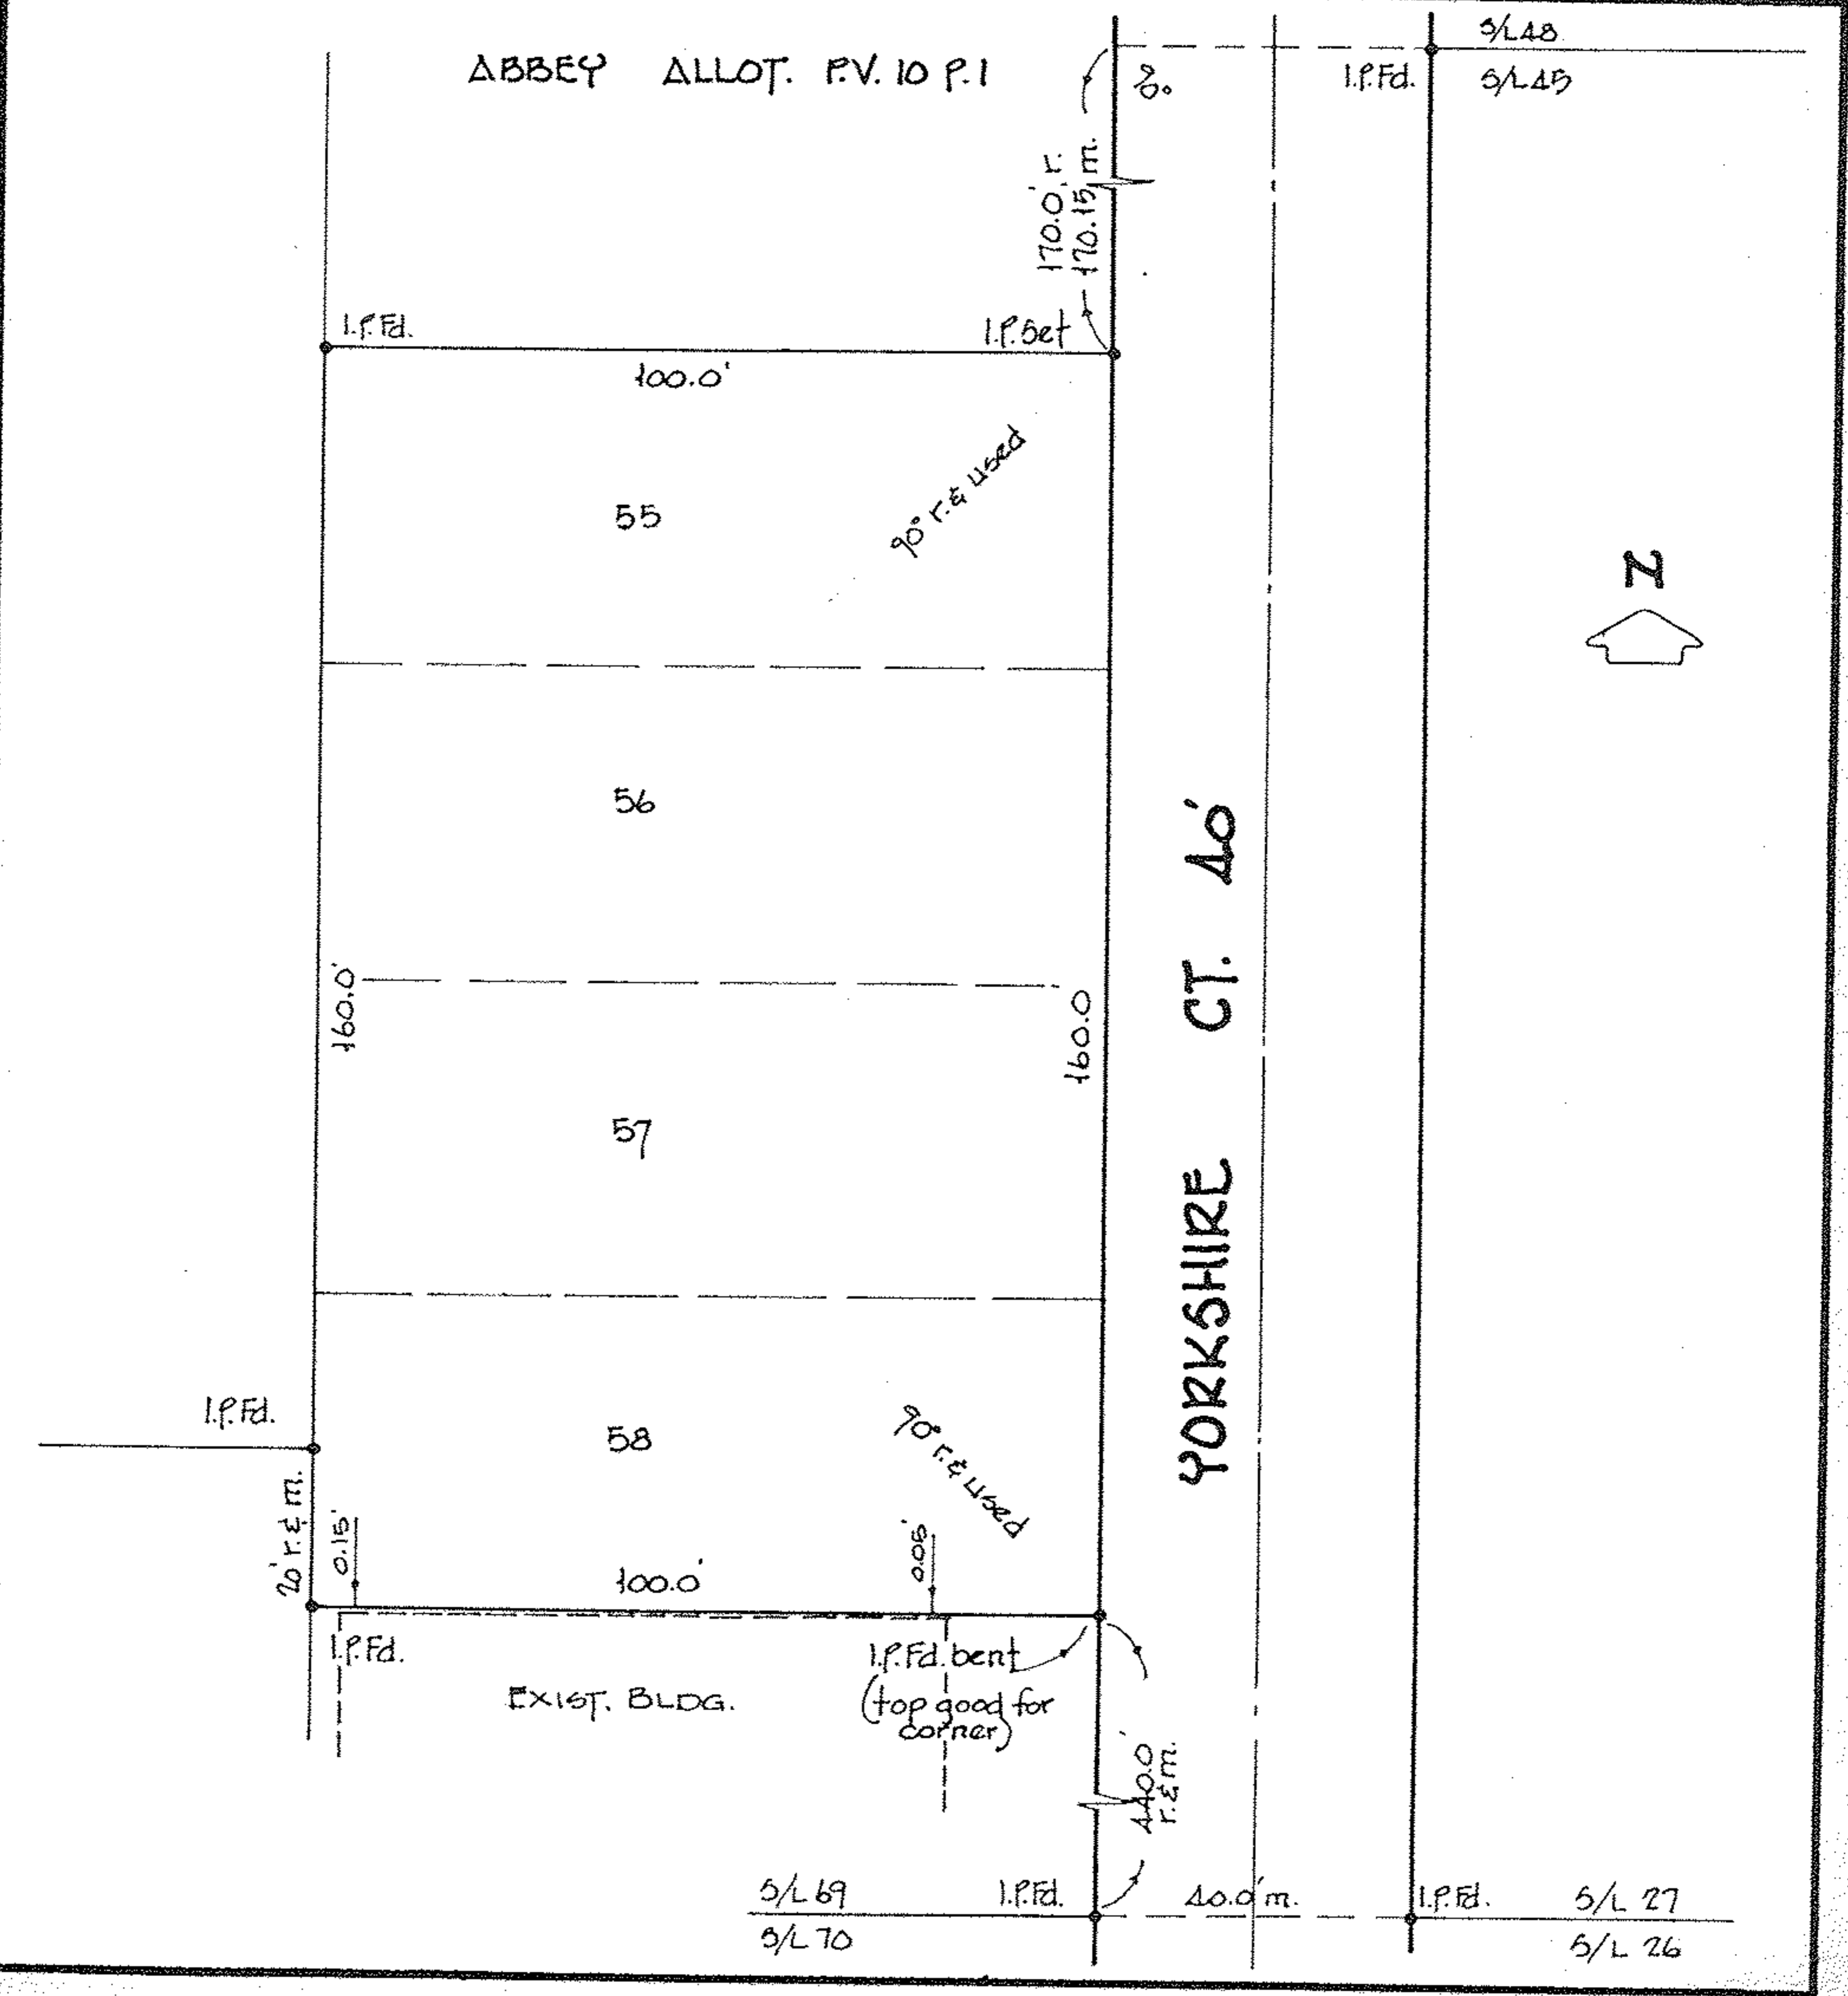 S/L 48
ABBEY ALLOT. P.V. 10 P. 1
90°
I.P.Fd.
S/L 45
170.0' r.
170.15' m.
I.P.Fd.
I.P.Set
100.0'
90° r.& used
55
N
56
YORKSHIRE CT. 40'
160.0'
160.0
57
I.P.Fd.
58
90° r.& used
20' r.& m.
0.15'
0.05'
100.0'
I.P.Fd.
I.P.Fd. bent
(top good for
corner)
EXIST. BLDG.
440.0'
r.&m.
S/L 69
I.P.Fd.
40.0' m.
I.P.Fd.
S/L 27
S/L 70
S/L 26